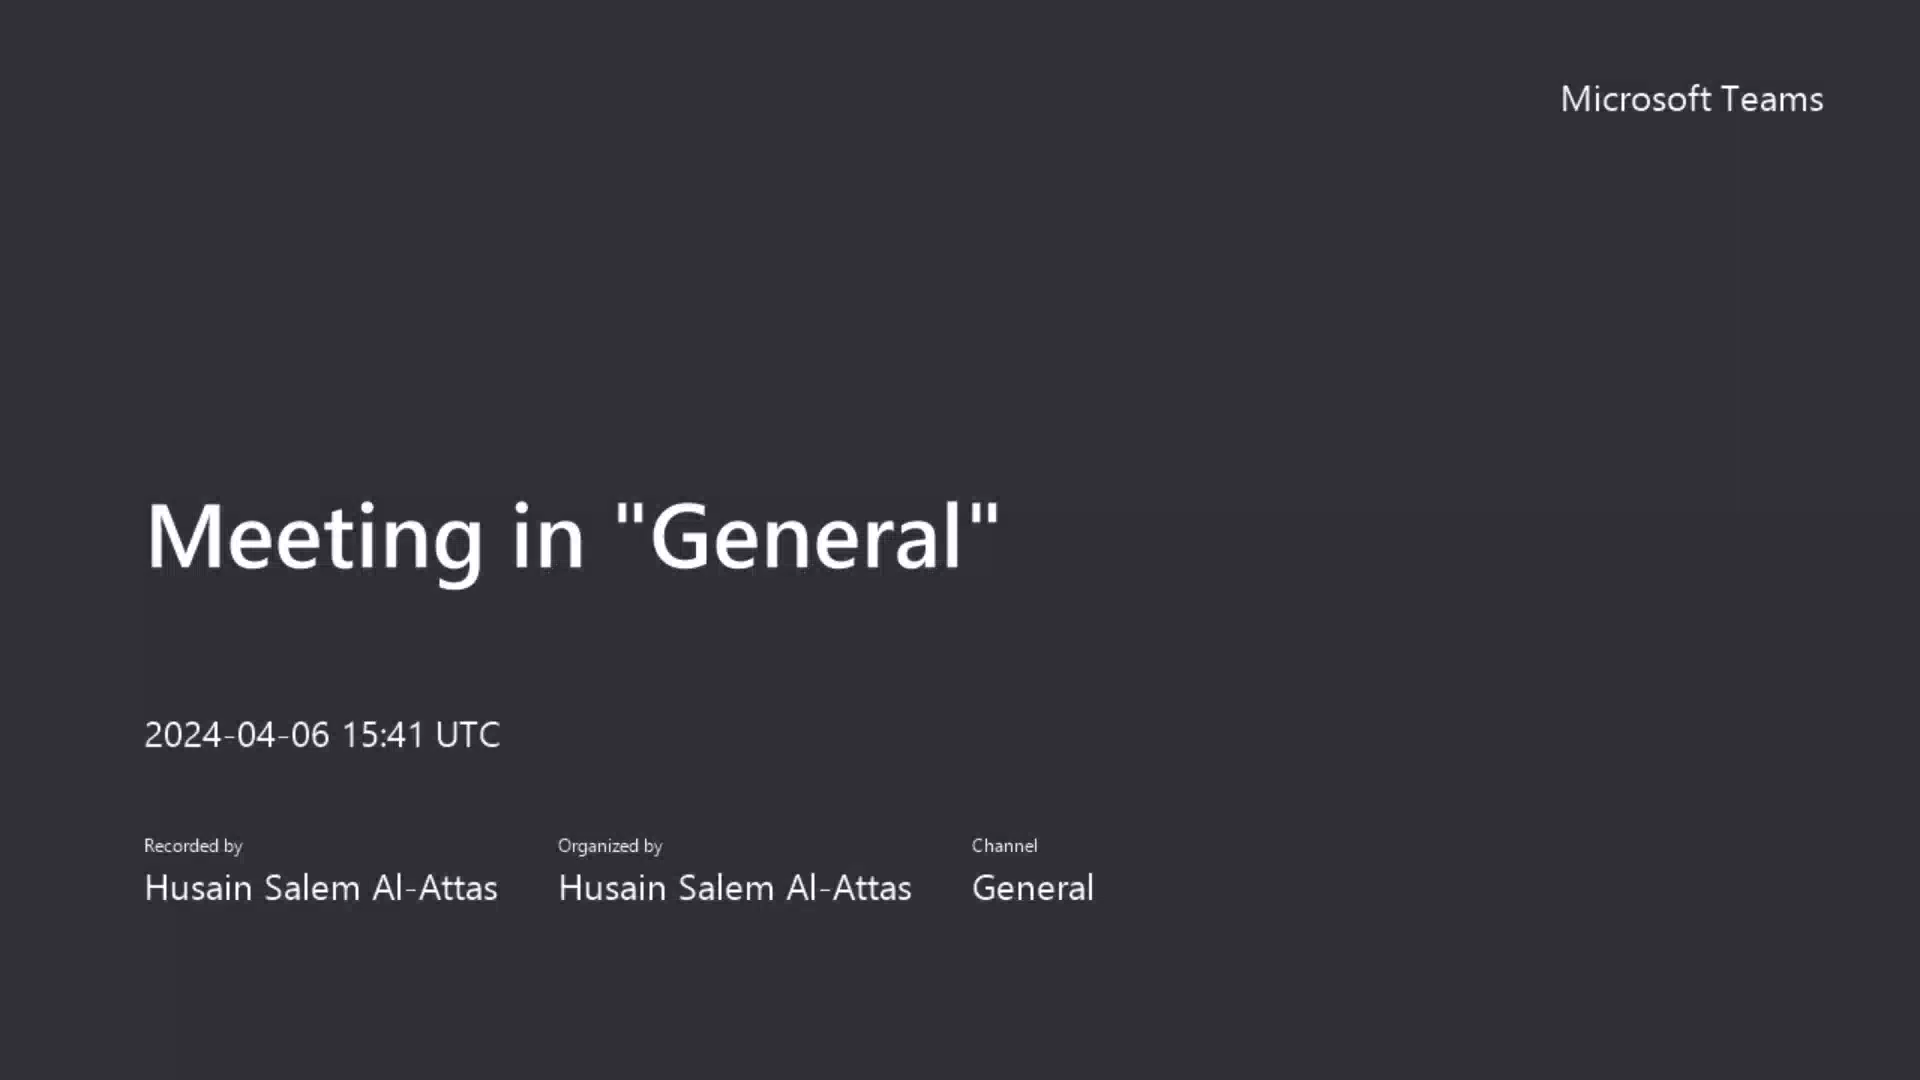 Microsoft Teams
Meeting in "General"
2024-04-06 15:41 UTC
Recorded by
Husain Salem Al-Attas
Organized by
Husain Salem Al-Attas
Channel
General